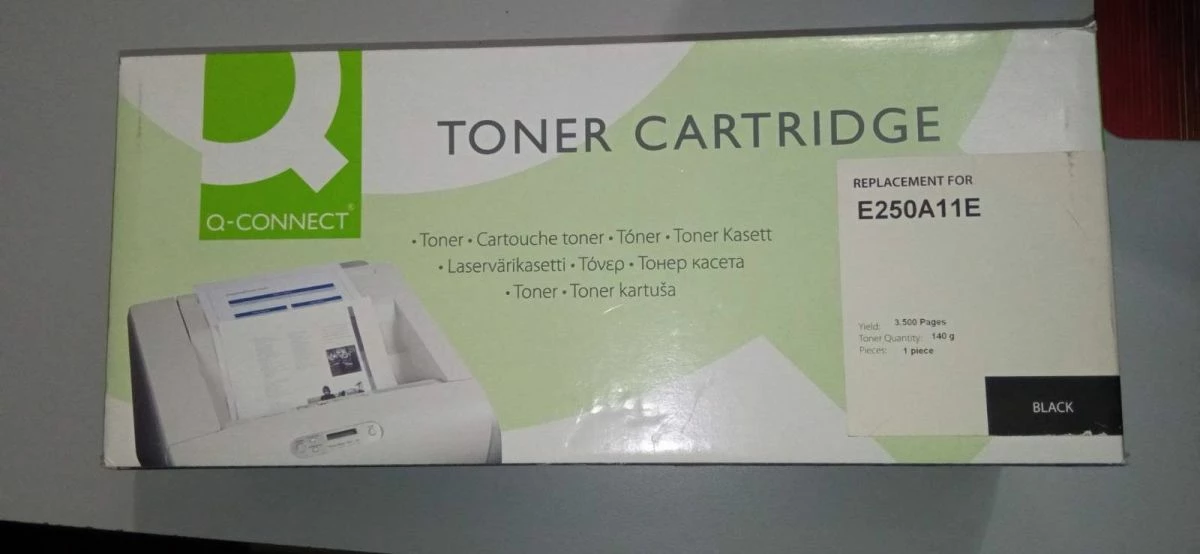 Q-CONNECT®
TONER CARTRIDGE
• Toner • Cartouche toner • Tóner • Toner Kasett
• Laservärikasetti • Τόνερ • Тонер касета
• Toner • Toner kartuša
REPLACEMENT FOR
E250A11E
Yield: 3.500 Pages
Toner Quantity: 140 g
Pieces: 1 piece
BLACK